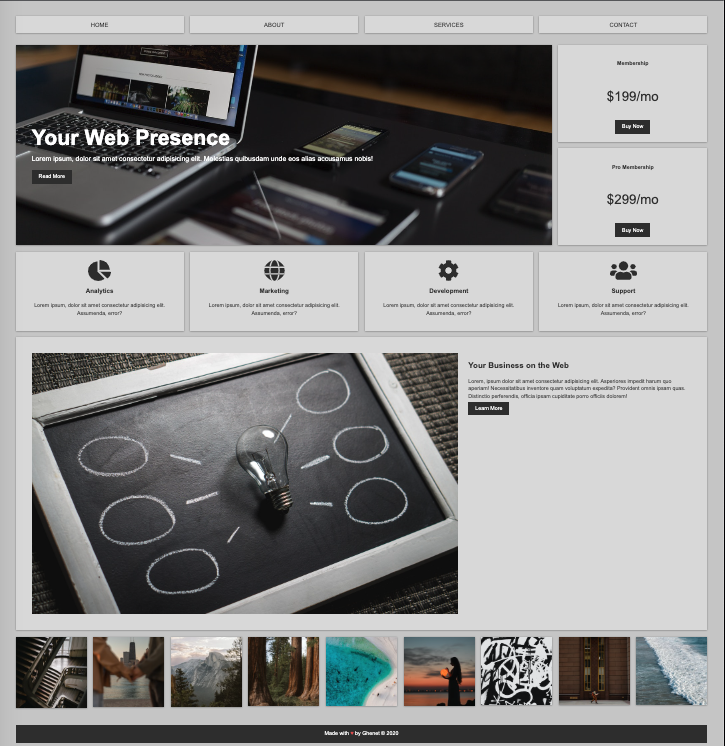 HOME
ABOUT
SERVICES
CONTACT
Your Web Presence
Lorem ipsum, dolor sit amet consectetur adipisicing elit. Molestias quibusdam unde eos alias accusamus nobis!
Read More
Membership
$199/mo
Buy Now
Pro Membership
$299/mo
Buy Now
Analytics
Lorem ipsum, dolor sit amet consectetur adipisicing elit.
Assumenda, error?
Marketing
Lorem ipsum, dolor sit amet consectetur adipisicing elit.
Assumenda, error?
Development
Lorem ipsum, dolor sit amet consectetur adipisicing elit.
Assumenda, error?
Support
Lorem ipsum, dolor sit amet consectetur adipisicing elit.
Assumenda, error?
Your Business on the Web
Lorem, ipsum dolor sit amet consectetur adipisicing elit. Asperiores impedit harum quo
aperiam! Necessitatibus inventore quam voluptatum expedita? Provident omnis ipsam quas.
Distinctio perferendis, officia ipsum cupiditate porro officiis dolorem!
Learn More
Made with ♥ by Ghenet © 2020